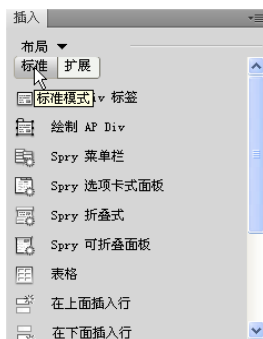 插入
布局
标准 扩展
标准模式 iv 标签
绘制 AP Div
Spry 菜单栏
Spry 选项卡式面板
Spry 折叠式
Spry 可折叠面板
表格
在上面插入行
在下面插入行